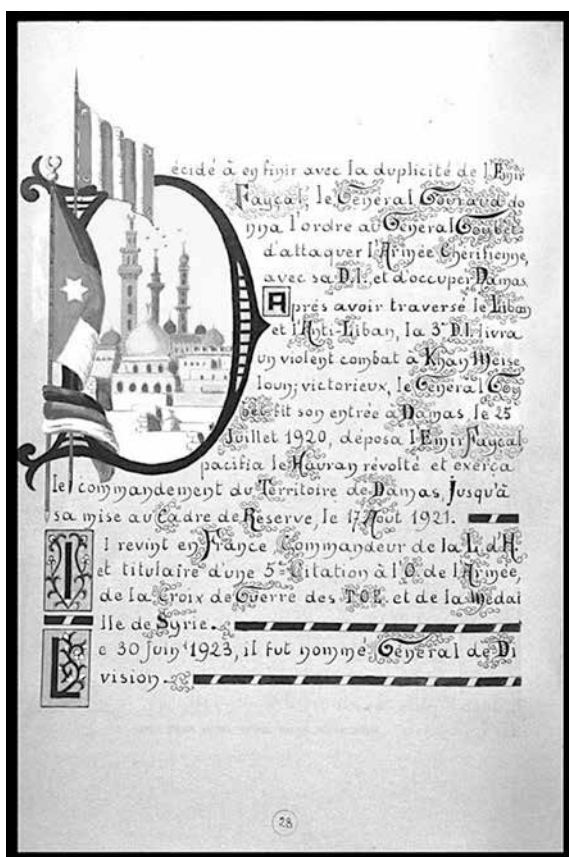 Décidé à en finir avec la duplicité de l'Emir
Fayçal, le Général Gouraud do
nna l'ordre au Général Goybet
d'attaquer l'Armée Chérifienne,
avec sa D.I. et d'occuper Damas.
Après avoir traversé le Liban
et l'Anti-Liban, la 3e D.I. livra
un violent combat à Khan Meise
loun; victorieux, le Général Go
ybet fit son entrée à Damas, le 25
Juillet 1920, déposa l'Emir Fayçal
pacifia le Hauran révolté et exerça
le commandement du Territoire de Damas, jusqu'à
sa mise au Cadre de Réserve, le 17 Août 1921.
Il revint en France, Commandeur de la L. d'H.
et titulaire d'une 5e Citation à l'O. de l'Armée,
de la Croix de Guerre des T.O.E. et de la Médai
lle de Syrie.
Le 30 Juin 1923, il fut nommé Général de Di
vision.
28